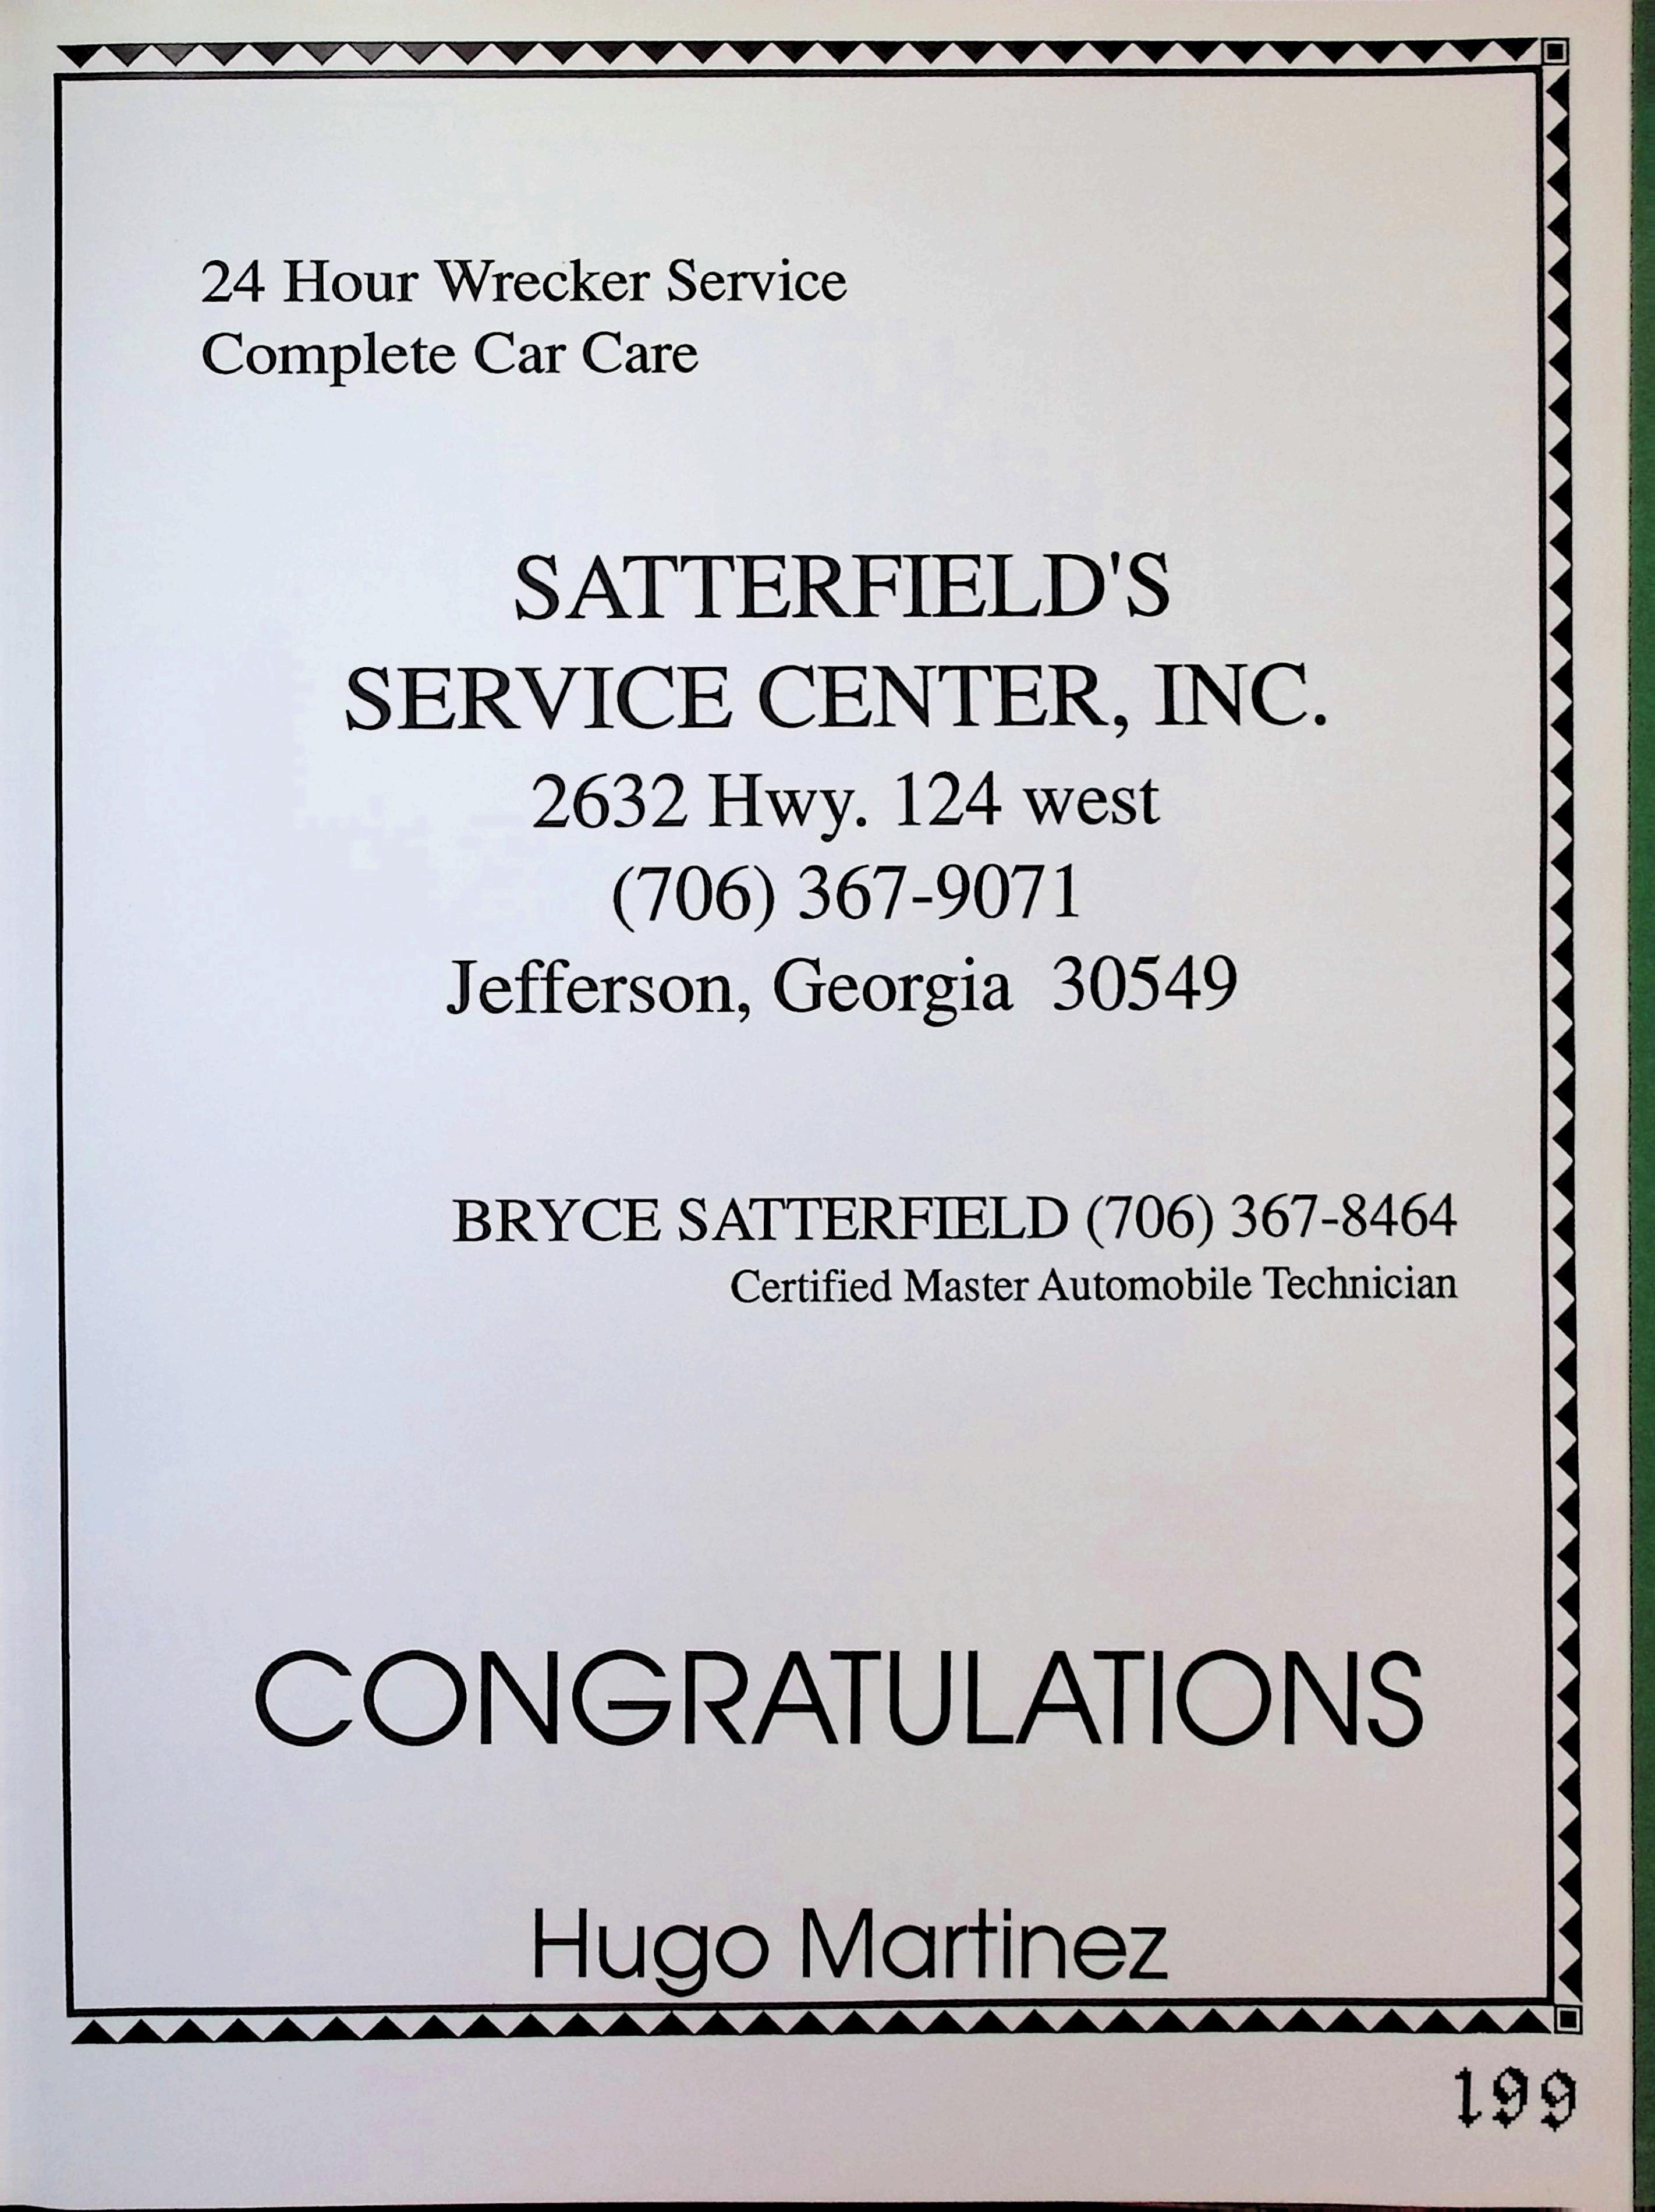 24 Hour Wrecker Service
Complete Car Care
SATTERFIELD'S
SERVICE CENTER, INC.
2632 Hwy. 124 west
(706) 367-9071
Jefferson, Georgia  30549
BRYCE SATTERFIELD (706) 367-8464
Certified Master Automobile Technician
CONGRATULATIONS
Hugo Martinez
199